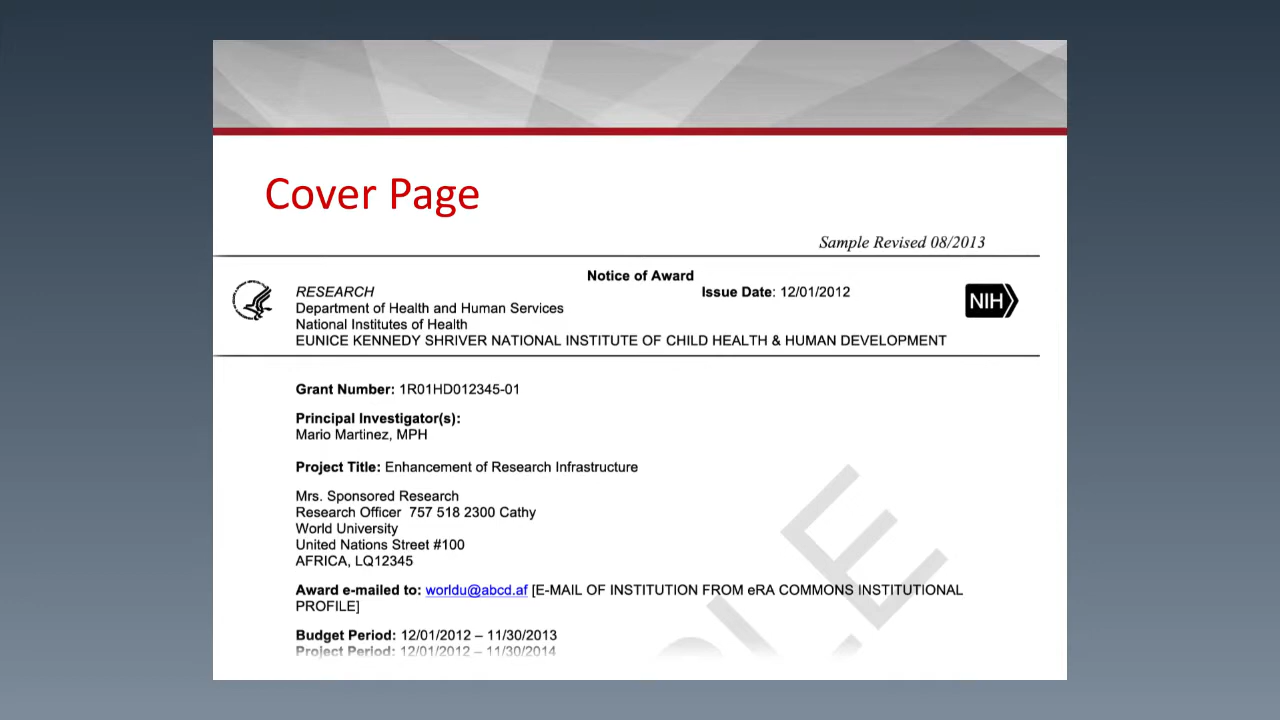 Cover Page
Sample Revised 08/2013
Notice of Award
RESEARCH
Issue Date: 12/01/2012
Department of Health and Human Services
National Institutes of Health
EUNICE KENNEDY SHRIVER NATIONAL INSTITUTE OF CHILD HEALTH & HUMAN DEVELOPMENT
NIH
Grant Number: 1R01HD012345-01
Principal Investigator(s):
Mario Martinez, MPH
Project Title: Enhancement of Research Infrastructure
Mrs. Sponsored Research
Research Officer 757 518 2300 Cathy
World University
United Nations Street #100
AFRICA, LQ12345
Award e-mailed to: worldu@abcd.af [E-MAIL OF INSTITUTION FROM eRA COMMONS INSTITUTIONAL
PROFILE]
Budget Period: 12/01/2012 – 11/30/2013
Project Period: 12/01/2012 – 11/30/2014